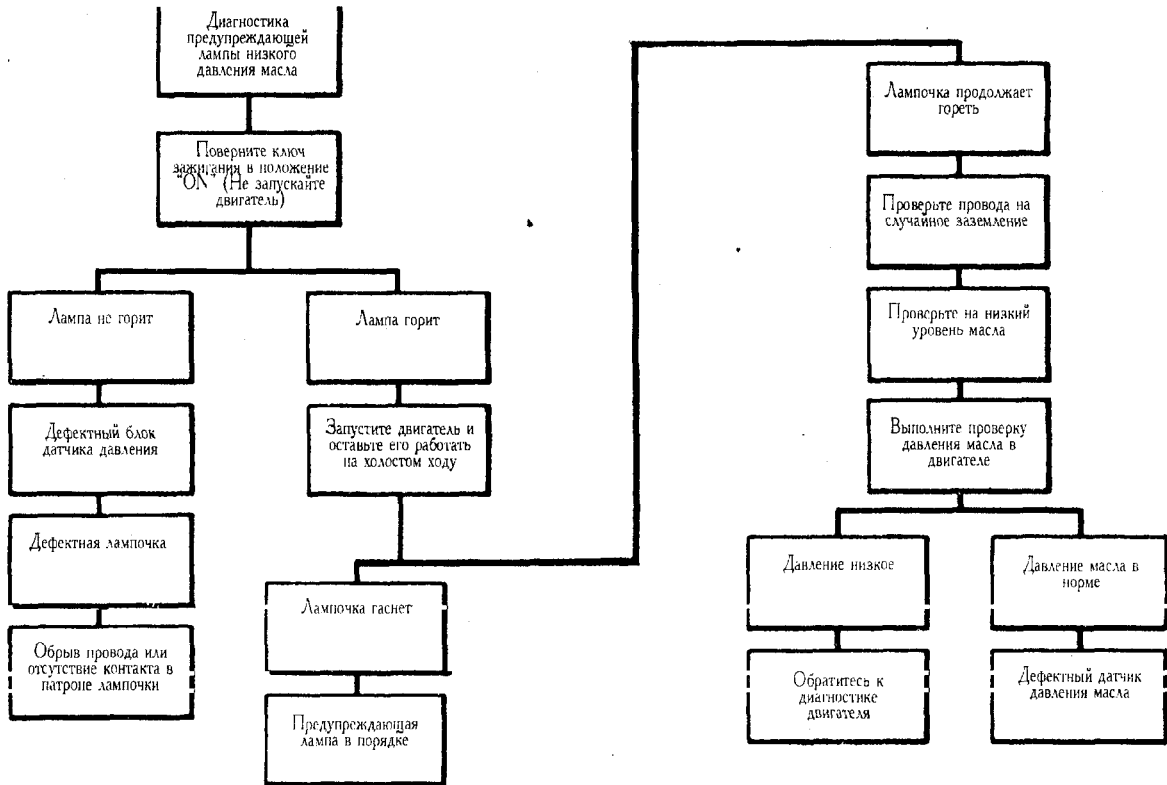 Диагностика
предупреждающей
лампы низкого
давления масла
Поверните ключ
зажигания в положение
"ON" (Не запускайте
двигатель)
Лампа не горит
Дефектный блок
датчика давления
Дефектная лампочка
Обрыв провода или
отсутствие контакта в
патроне лампочки
Лампа горит
Запустите двигатель и
оставьте его работать
на холостом ходу
Лампочка гаснет
Предупреждающая
лампа в порядке
Лампочка продолжает
гореть
Проверьте провода на
случайное заземление
Проверьте на низкий
уровень масла
Выполните проверку
давления масла в
двигателе
Давление низкое
Обратитесь к
диагностике
двигателя
Давление масла в
норме
Дефектный датчик
давления масла